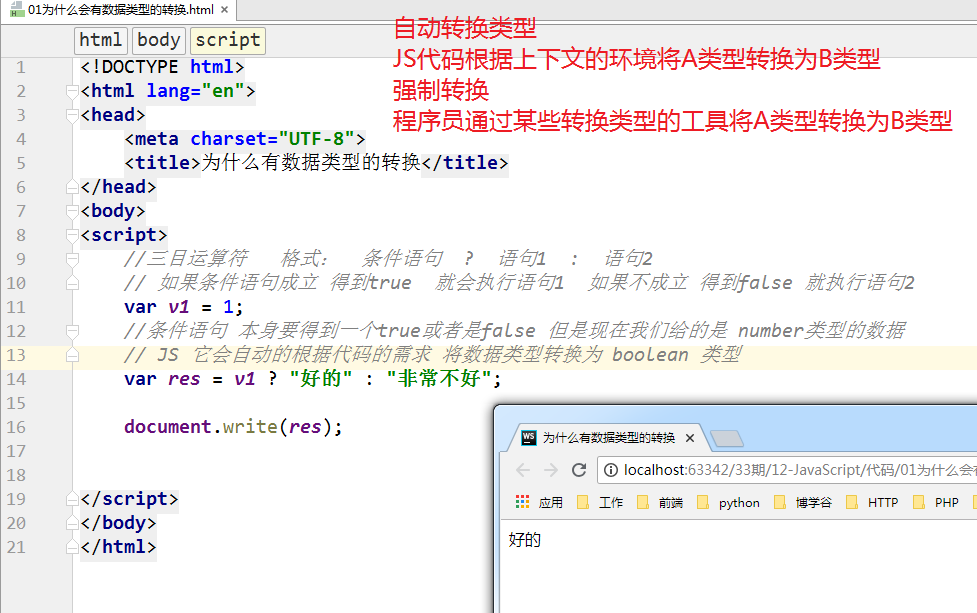 01为什么会有数据类型的转换.html ×
html body script
自动转换类型
JS代码根据上下文的环境将A类型转换为B类型
强制转换
程序员通过某些转换类型的工具将A类型转换为B类型
1 <!DOCTYPE html>
2 <html lang="en">
3 <head>
4 <meta charset="UTF-8">
5 <title>为什么有数据类型的转换</title>
6 </head>
7 <body>
8 <script>
9 //三目运算符 格式： 条件语句 ? 语句1 : 语句2
10 // 如果条件语句成立 得到true 就会执行语句1 如果不成立 得到false 就执行语句2
11 var v1 = 1;
12 //条件语句 本身要得到一个true或者是false 但是现在我们给的是 number类型的数据
13 // JS 它会自动的根据代码的需求 将数据类型转换为 boolean 类型
14 var res = v1 ? "好的" : "非常不好";
15
16 document.write(res);
17
18
19 </script>
20 </body>
21 </html>
WS 为什么有数据类型的转换 ×
localhost:63342/33期/12-JavaScript/代码/01为什么会
应用 工作 前端 python 博学谷 HTTP PHP
好的